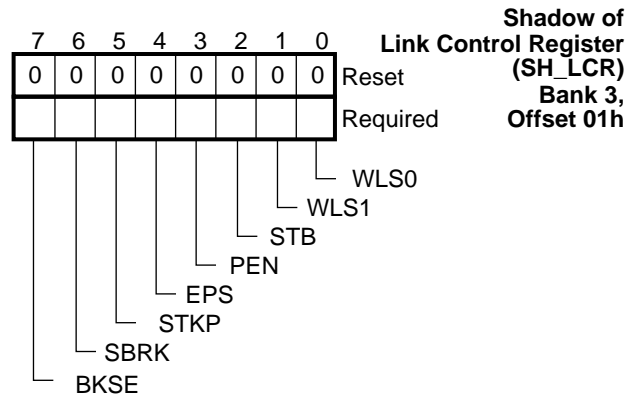 Shadow of
Link Control Register
(SH_LCR)
Bank 3,
Offset 01h
7 6 5 4 3 2 1 0
0 0 0 0 0 0 0 0 Reset
Required
WLS0
WLS1
STB
PEN
EPS
STKP
SBRK
BKSE